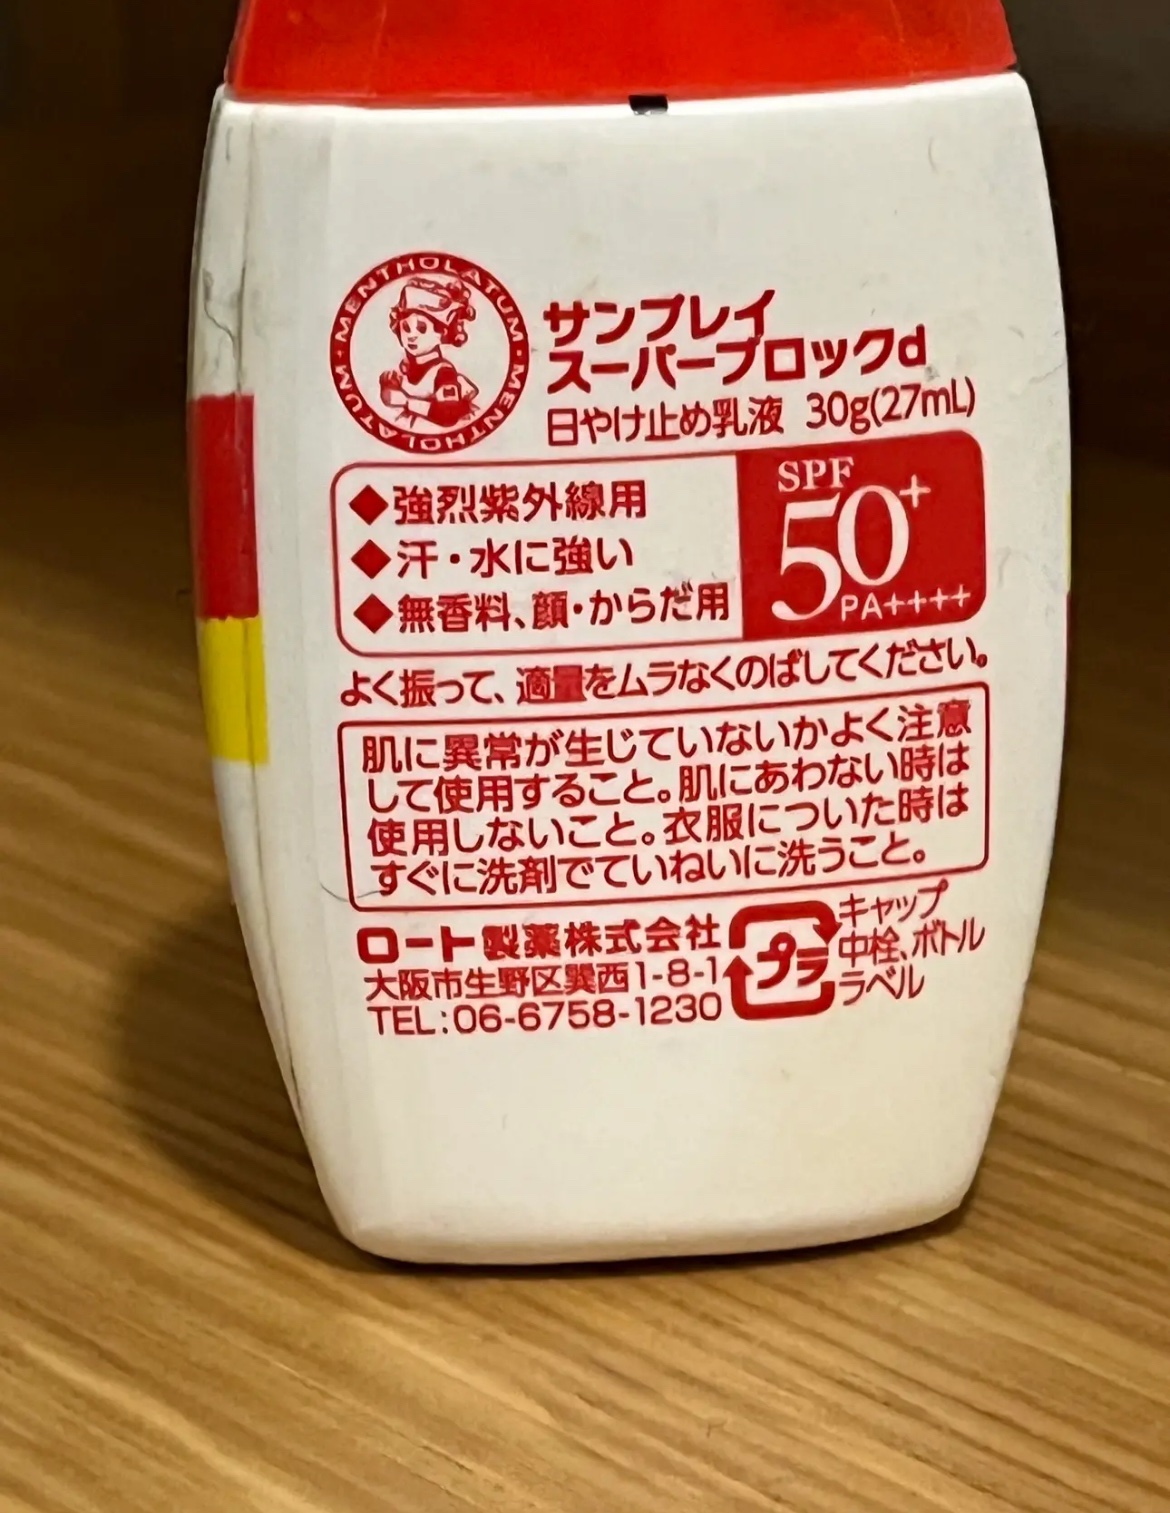 MENTHOLATUM・MENTHOLATUM・
サンプレイ
スーパーブロックd
日やけ止め乳液 30g(27mL)
◆強烈紫外線用
◆汗・水に強い
◆無香料、顔・からだ用
SPF
50+
PA++++
よく振って、適量をムラなくのばしてください。
肌に異常が生じていないかよく注意
して使用すること。肌にあわない時は
使用しないこと。衣服についた時は
すぐに洗剤でていねいに洗うこと。
ロート製薬株式会社
大阪市生野区巽西1-8-1
TEL:06-6758-1230
プラ
キャップ
中栓、ボトル
ラベル